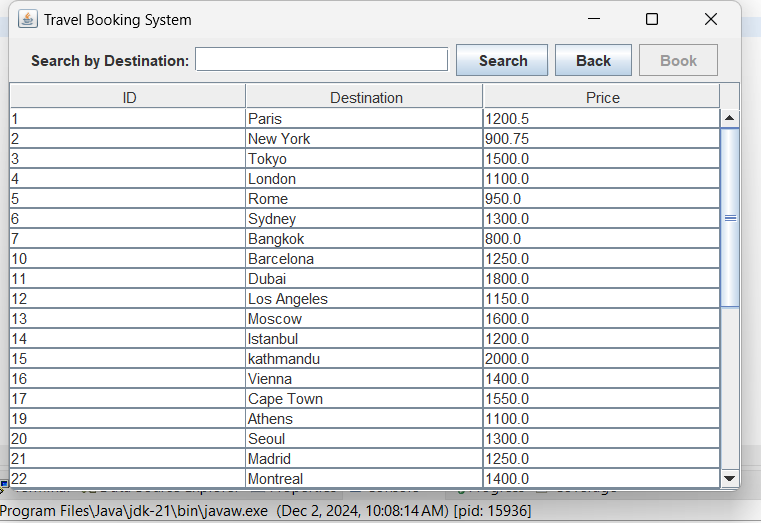 Travel Booking System
Search by Destination: Search Back Book
ID Destination Price
1 Paris 1200.5
2 New York 900.75
3 Tokyo 1500.0
4 London 1100.0
5 Rome 950.0
6 Sydney 1300.0
7 Bangkok 800.0
10 Barcelona 1250.0
11 Dubai 1800.0
12 Los Angeles 1150.0
13 Moscow 1600.0
14 Istanbul 1200.0
15 kathmandu 2000.0
16 Vienna 1400.0
17 Cape Town 1550.0
19 Athens 1100.0
20 Seoul 1300.0
21 Madrid 1250.0
22 Montreal 1400.0
Program Files\Java\jdk-21\bin\javaw.exe (Dec 2, 2024, 10:08:14 AM) [pid: 15936]